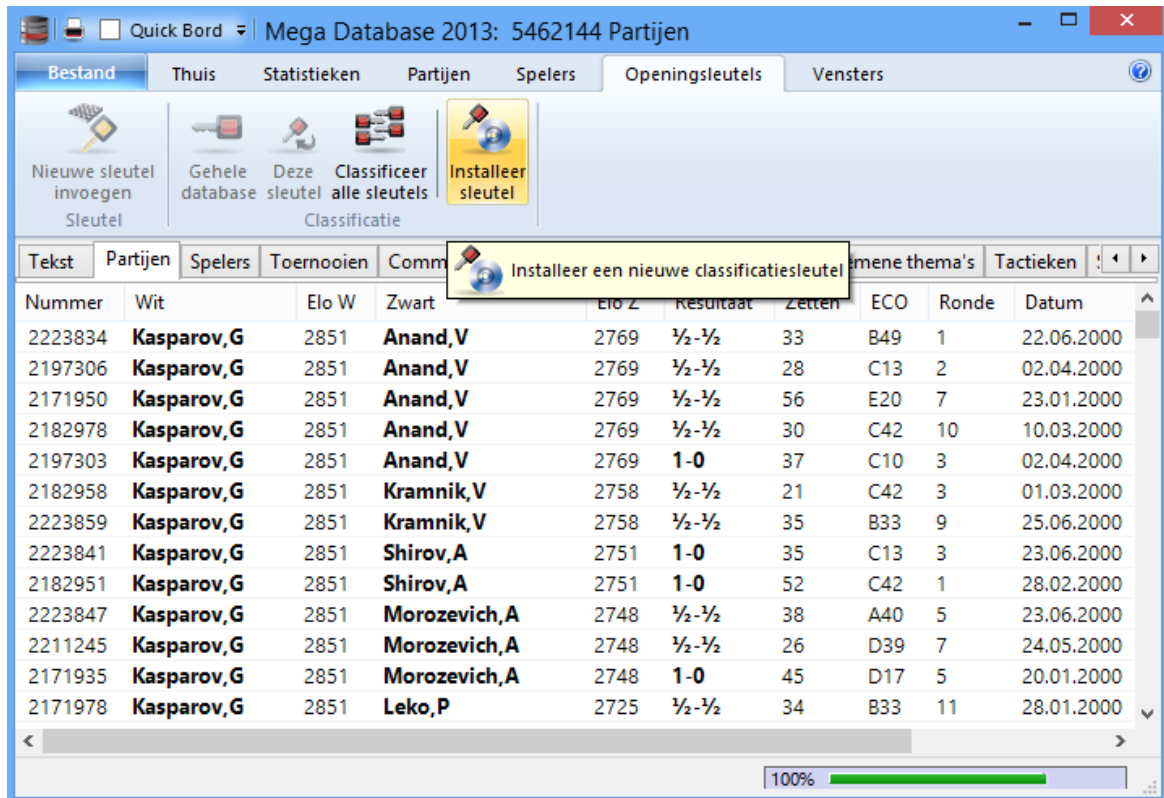 Quick Bord Mega Database 2013: 5462144 Partijen
Bestand Thuis Statistieken Partijen Spelers Openingsleutels Vensters
Nieuwe sleutel invoegen
Gehele database
Deze sleutel
Classificeer alle sleutels
Installeer sleutel
Sleutel Classificatie
Tekst Partijen Spelers Toernooien Comm emene thema's Tactieken
Installeer een nieuwe classificatiesleutel
Nummer Wit Elo W Zwart Elo Z Resultaat Zetten ECO Ronde Datum
2223834 Kasparov,G 2851 Anand,V 2769 ½-½ 33 B49 1 22.06.2000
2197306 Kasparov,G 2851 Anand,V 2769 ½-½ 28 C13 2 02.04.2000
2171950 Kasparov,G 2851 Anand,V 2769 ½-½ 56 E20 7 23.01.2000
2182978 Kasparov,G 2851 Anand,V 2769 ½-½ 30 C42 10 10.03.2000
2197303 Kasparov,G 2851 Anand,V 2769 1-0 37 C10 3 02.04.2000
2182958 Kasparov,G 2851 Kramnik,V 2758 ½-½ 21 C42 3 01.03.2000
2223859 Kasparov,G 2851 Kramnik,V 2758 ½-½ 35 B33 9 25.06.2000
2223841 Kasparov,G 2851 Shirov,A 2751 1-0 35 C13 3 23.06.2000
2182951 Kasparov,G 2851 Shirov,A 2751 1-0 52 C42 1 28.02.2000
2223847 Kasparov,G 2851 Morozevich,A 2748 ½-½ 38 A40 5 23.06.2000
2211245 Kasparov,G 2851 Morozevich,A 2748 ½-½ 26 D39 7 24.05.2000
2171935 Kasparov,G 2851 Morozevich,A 2748 1-0 45 D17 5 20.01.2000
2171978 Kasparov,G 2851 Leko,P 2725 ½-½ 34 B33 11 28.01.2000
100%